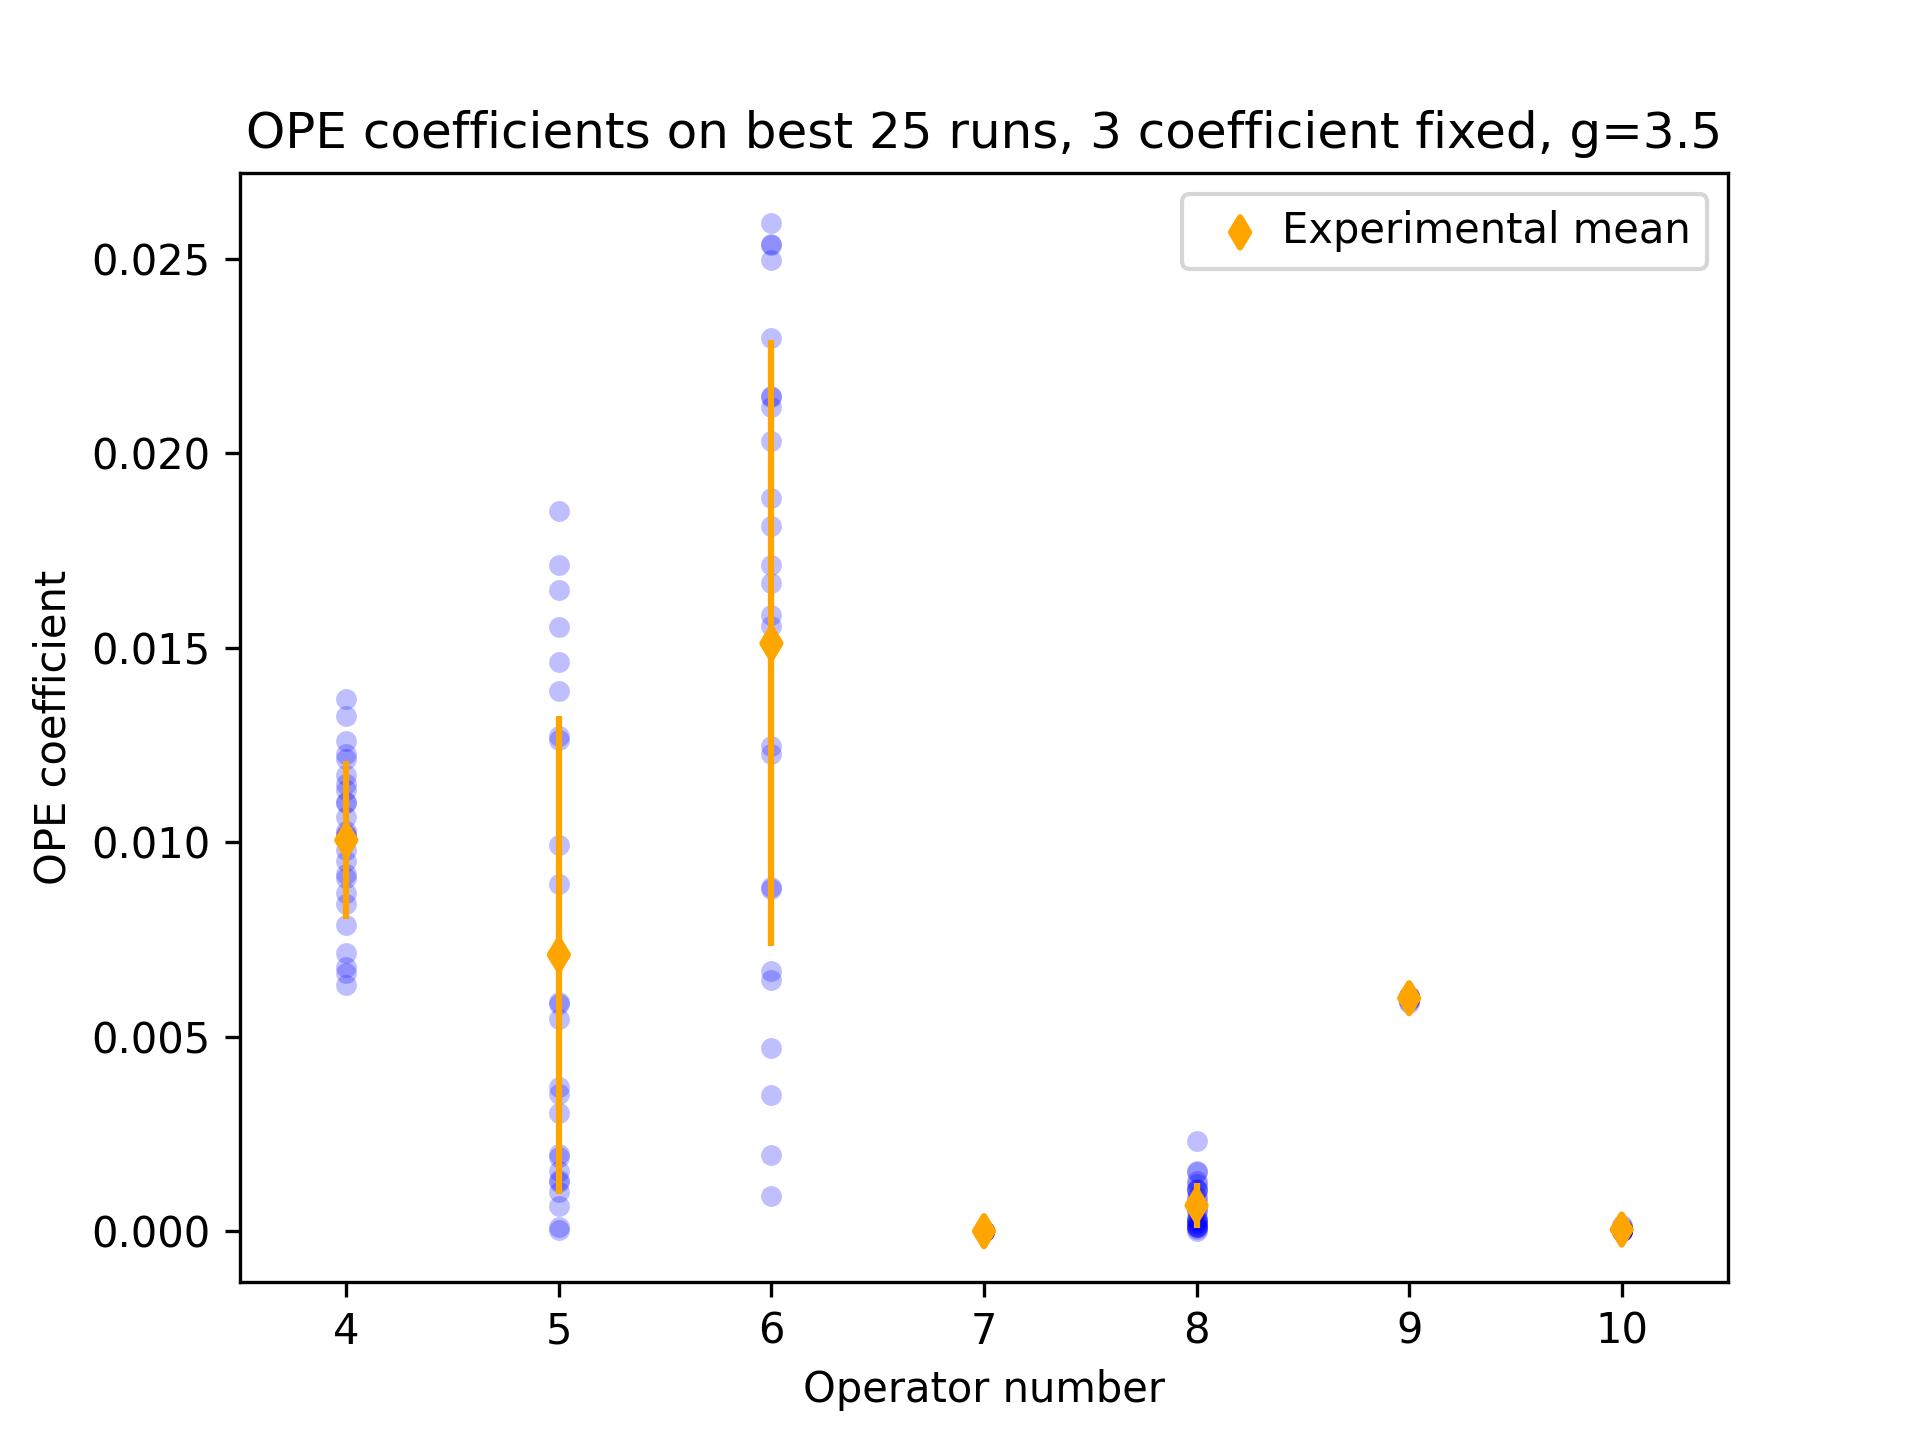 OPE coefficients on best 25 runs, 3 coefficient fixed, g=3.5
Experimental mean
0.025
0.020
0.015
0.010
0.005
0.000
OPE coefficient
4 5 6 7 8 9 10
Operator number